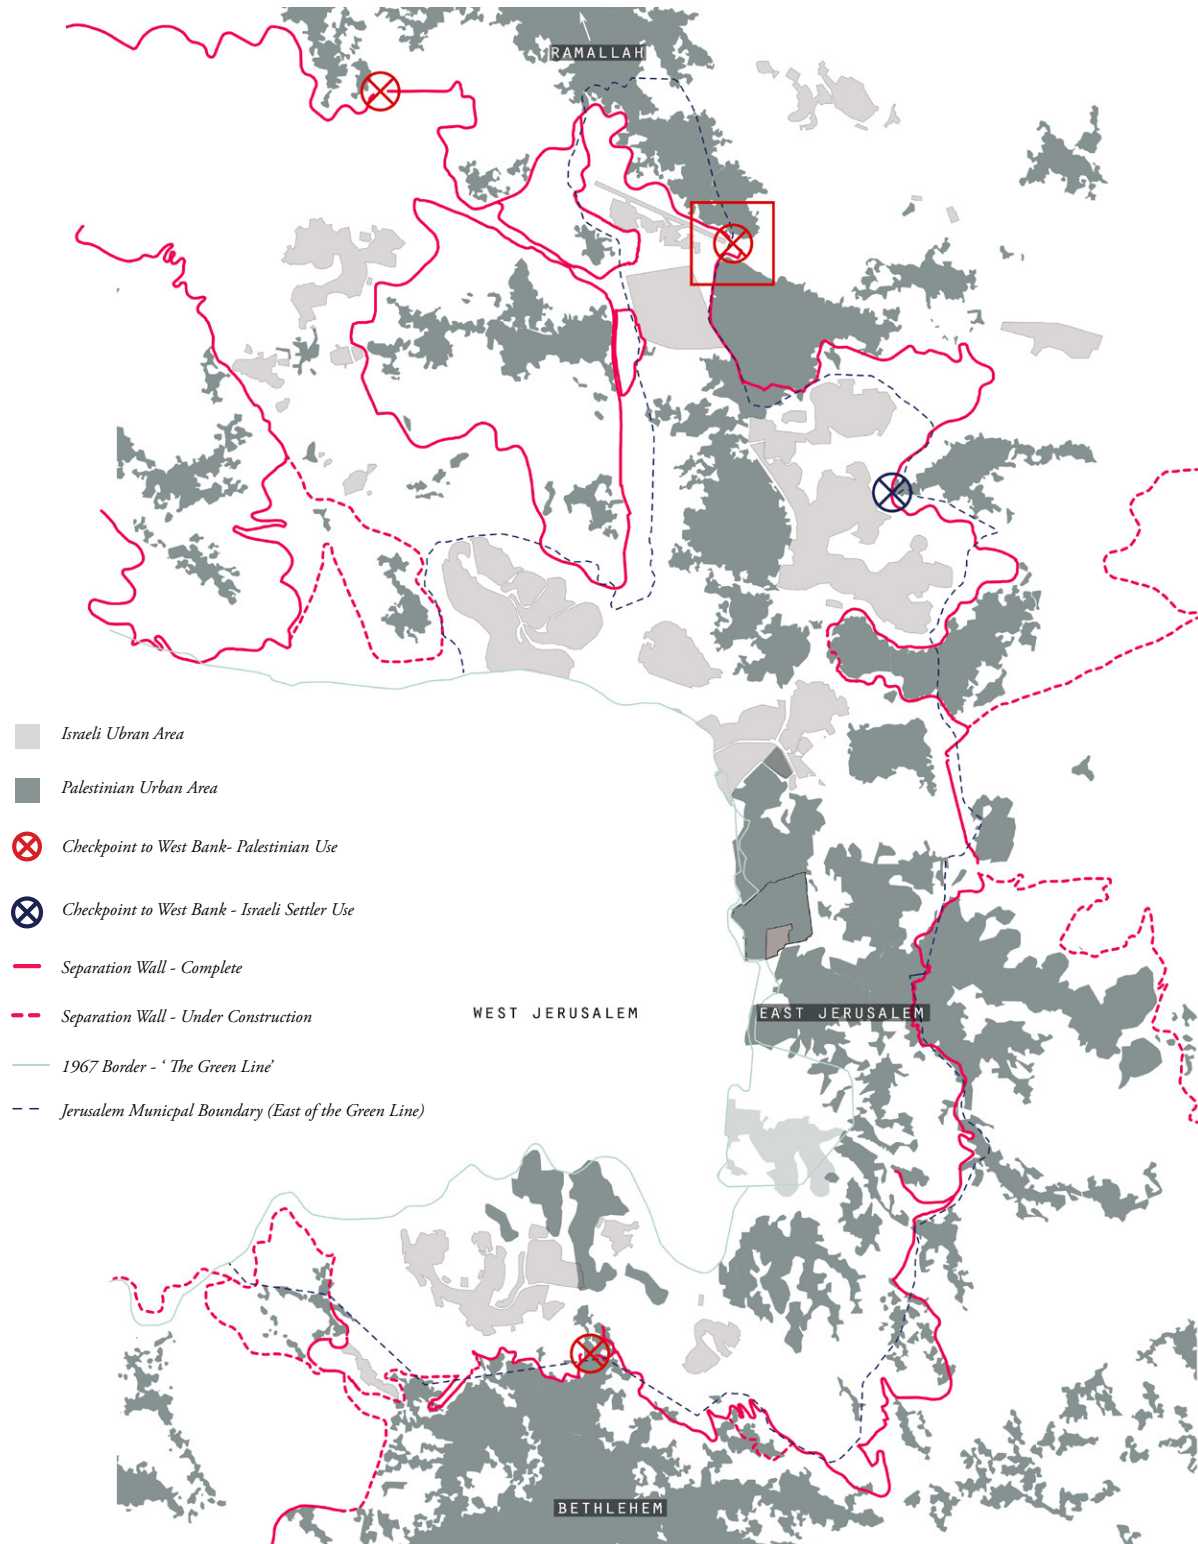 RAMALLAH
Israeli Ubran Area
Palestinian Urban Area
Checkpoint to West Bank- Palestinian Use
Checkpoint to West Bank - Israeli Settler Use
Separation Wall - Complete
Separation Wall - Under Construction
WEST JERUSALEM
EAST JERUSALEM
1967 Border - ‘ The Green Line’
Jerusalem Municpal Boundary (East of the Green Line)
BETHLEHEM